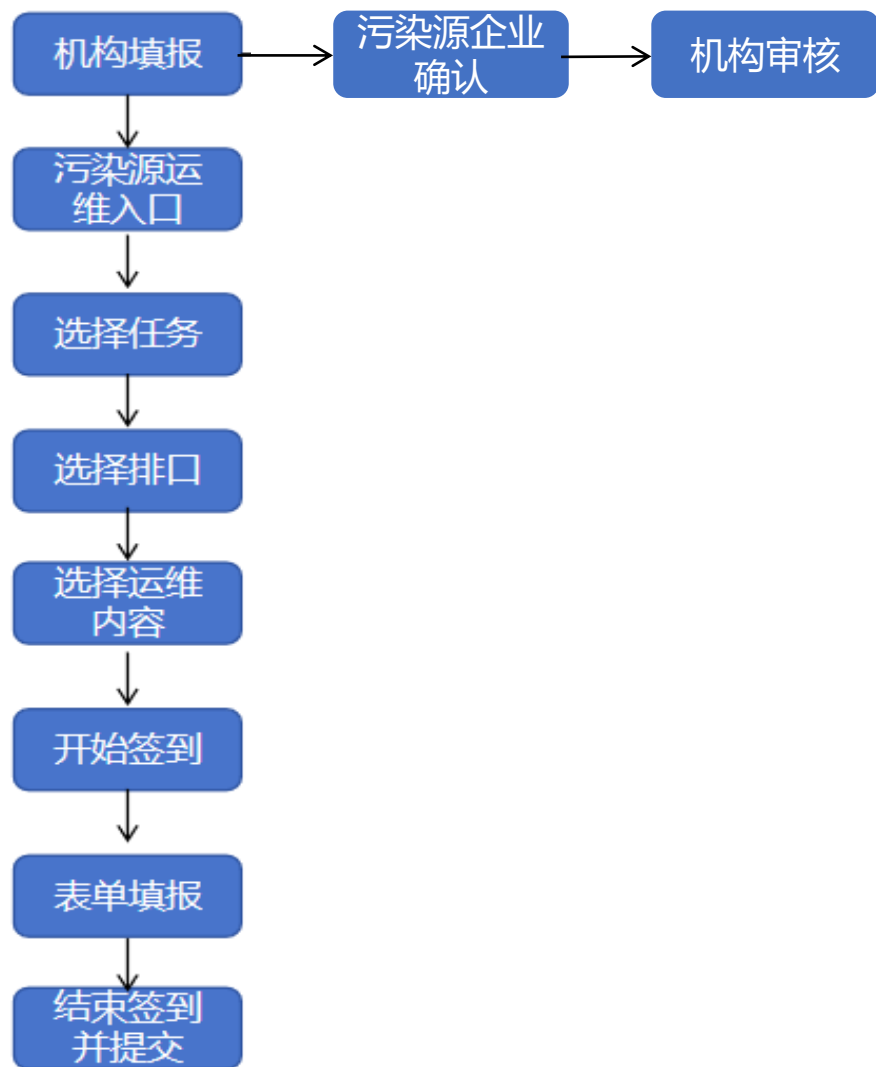 机构填报
污染源企业
确认
机构审核
污染源运
维入口
选择任务
选择排口
选择运维
内容
开始签到
表单填报
结束签到
并提交